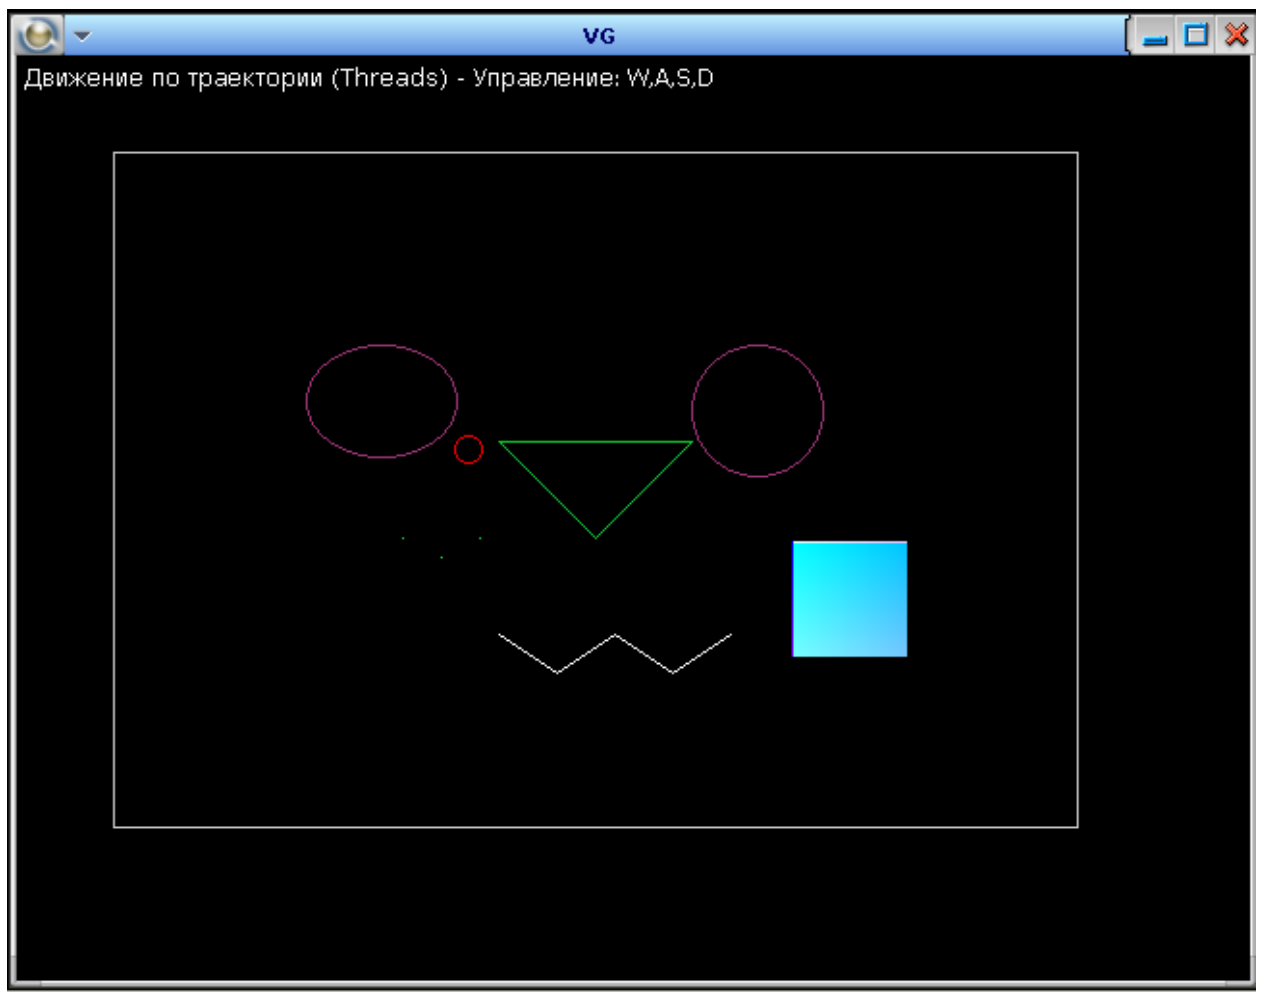 VG
Движение по траектории (Threads) - Управление: W,A,S,D